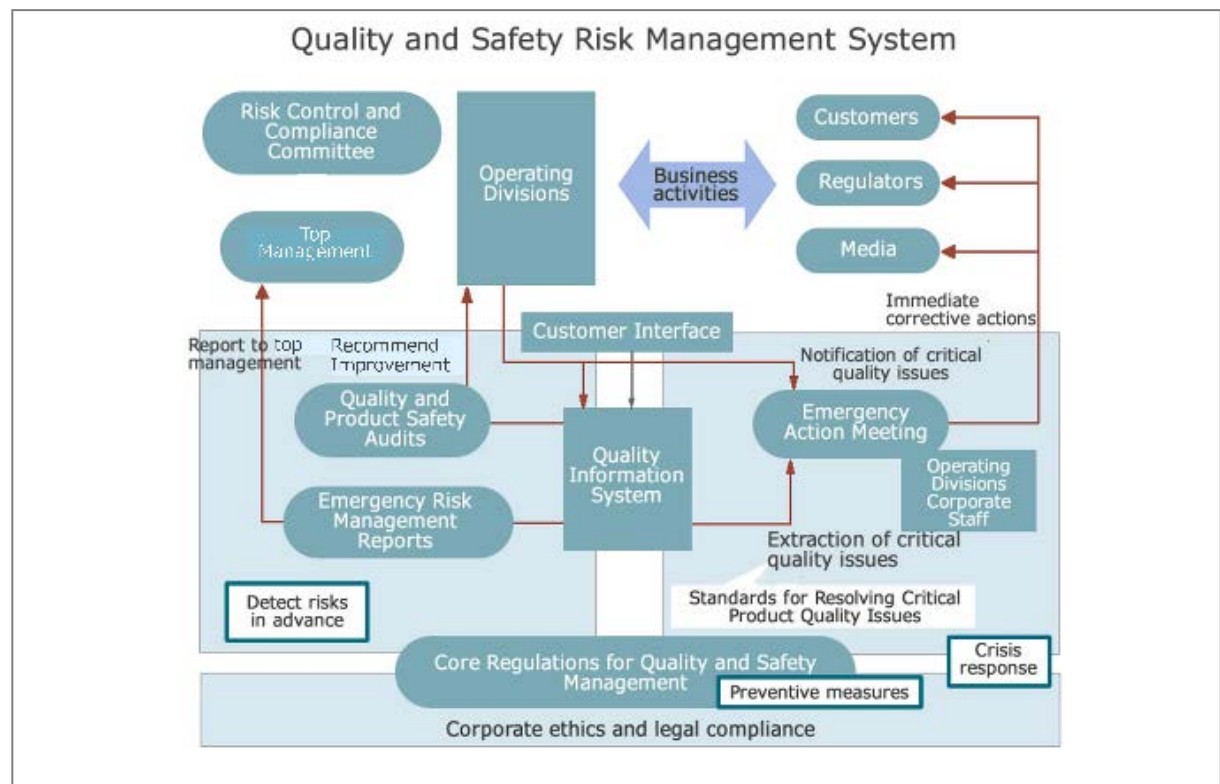 Quality and Safety Risk Management System
Risk Control and
Compliance
Committee
Operating
Divisions
Business
activities
Customers
Regulators
Media
Top
Management
Immediate
corrective actions
Customer Interface
Report to top
management
Recommend
Improvement
Notification of critical
quality issues
Quality and
Product Safety
Audits
Emergency
Action Meeting
Quality
Information
System
Operating
Divisions
Corporate
Staff
Emergency Risk
Management
Reports
Extraction of critical
quality issues
Detect risks
in advance
Standards for Resolving Critical
Product Quality Issues
Crisis
response
Core Regulations for Quality and Safety
Management
Preventive measures
Corporate ethics and legal compliance